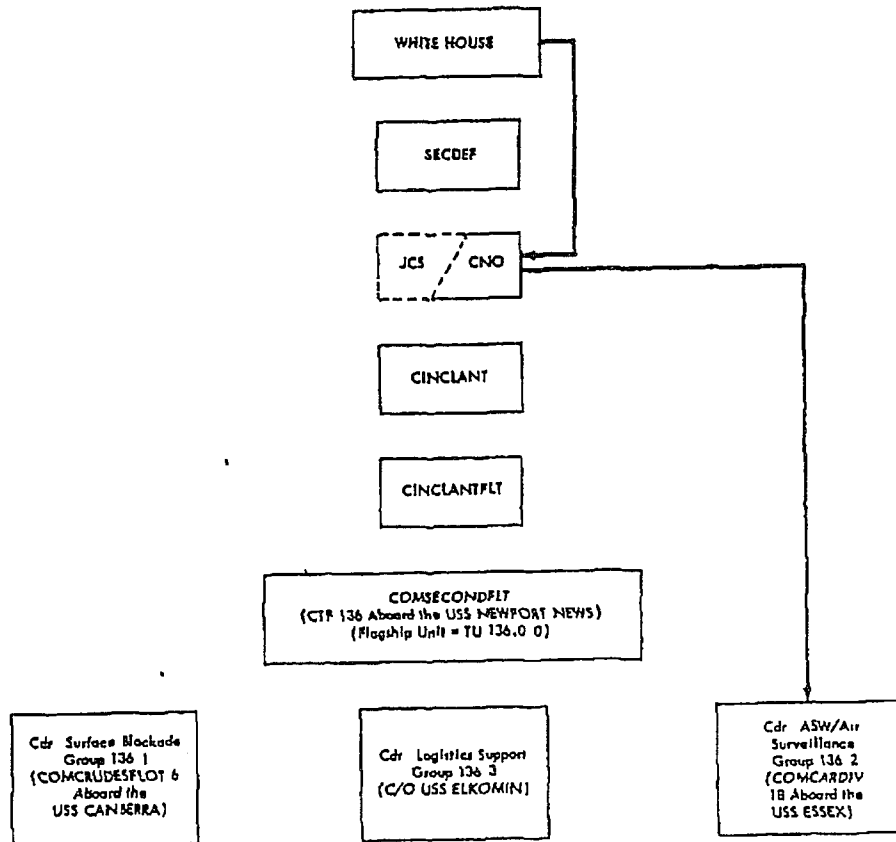 WHITE HOUSE
SECDEF
JCS
CNO
CINCLANT
CINCLANTFLT
COMSECONDFLT
(CTF 136 Aboard the USS NEWPORT NEWS)
(Flagship Unit = TU 136.0 0)
Cdr Surface Blockade
Group 136 1
(COMCRUDESFLOT 6
Aboard the
USS CANBERRA)
Cdr Logistics Support
Group 136 3
(C/O USS ELKOMIN)
Cdr ASW/Air
Surveillance
Group 136 2
(COMCARDIV
18 Aboard the
USS ESSEX)